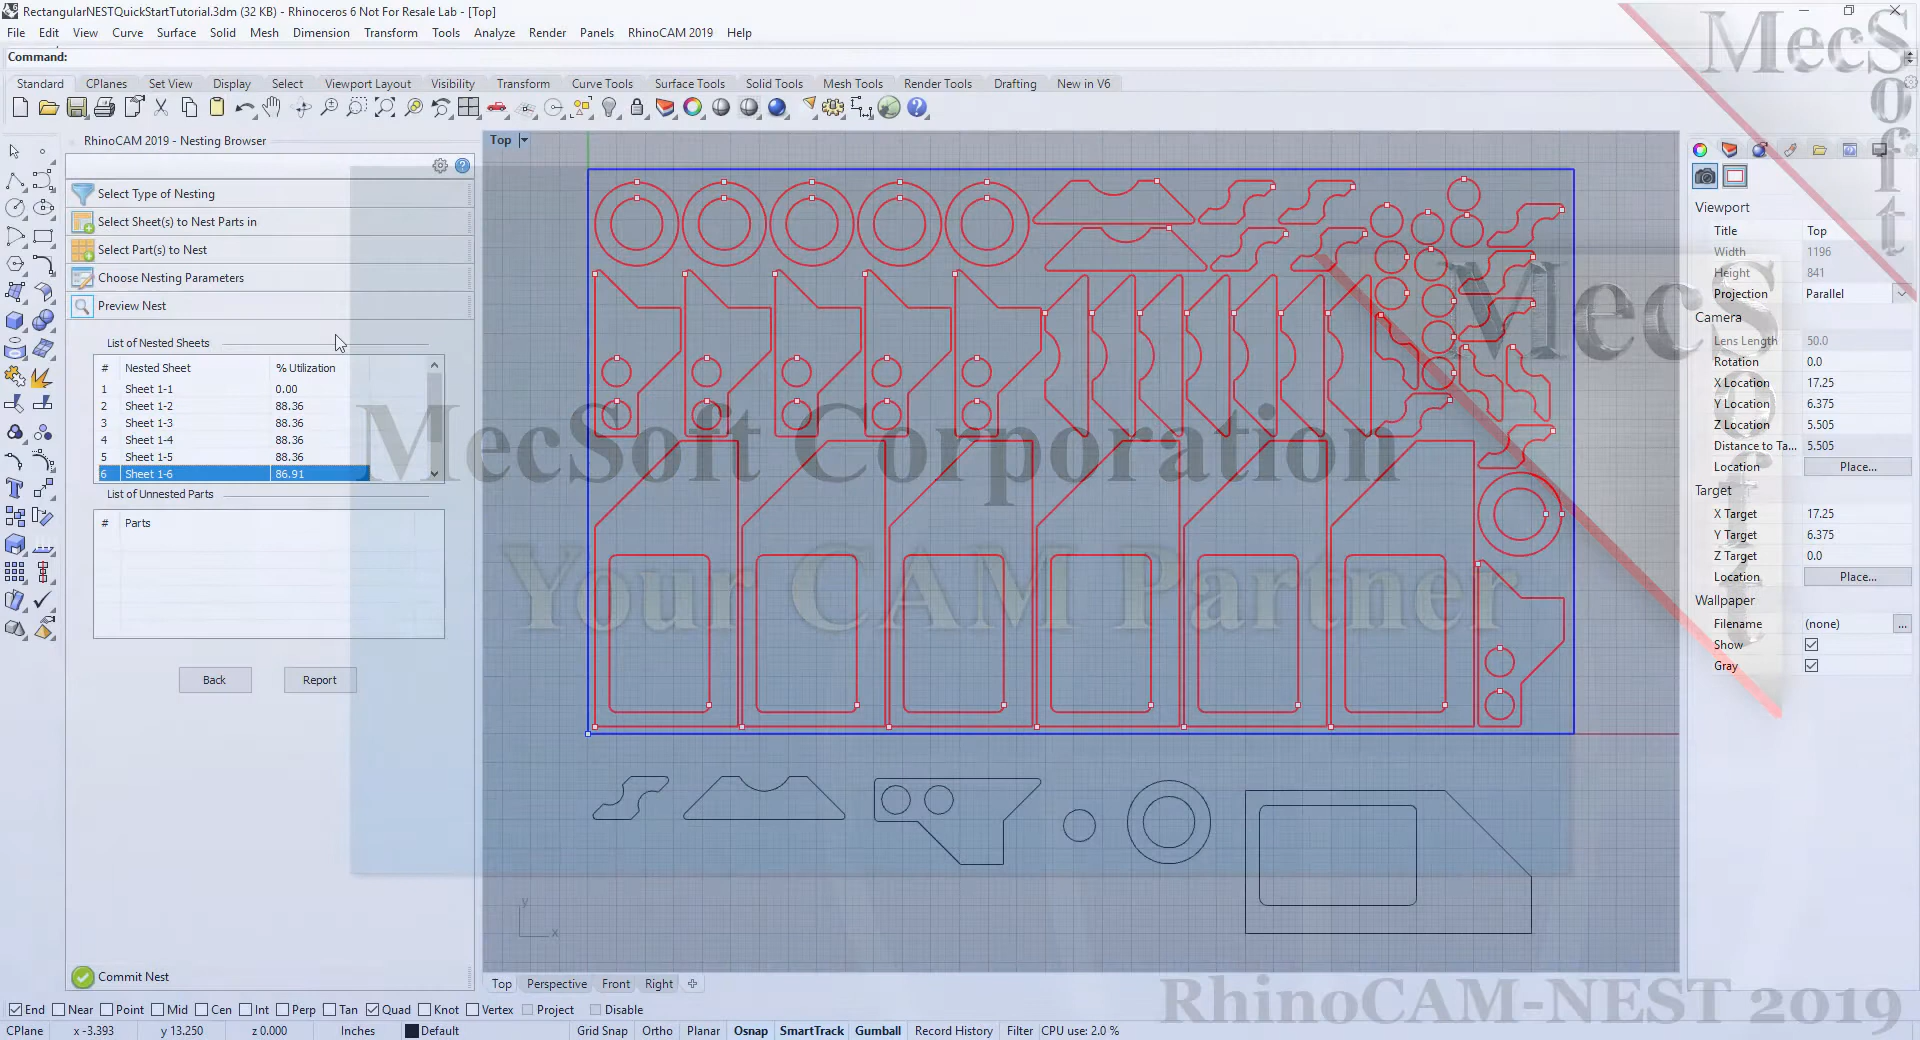 RectangularNESTQuickStartTutorial.3dm (32 KB) - Rhinoceros 6 Not For Resale Lab - [Top]
File Edit View Curve Surface Solid Mesh Dimension Transform Tools Analyze Render Panels RhinoCAM 2019 Help
Command:
Standard CPlanes Set View Display Select Viewport Layout Visibility Transform Curve Tools Surface Tools Solid Tools Mesh Tools Render Tools Drafting New in V6
RhinoCAM 2019 - Nesting Browser
Select Type of Nesting
Select Sheet(s) to Nest Parts in
Select Part(s) to Nest
Choose Nesting Parameters
Preview Nest
List of Nested Sheets
# Nested Sheet % Utilization
1 Sheet 1-1 0.00
2 Sheet 1-2 88.36
3 Sheet 1-3 88.36
4 Sheet 1-4 88.36
5 Sheet 1-5 88.36
6 Sheet 1-6 86.91
List of Unnested Parts
# Parts
Back Report
Commit Nest
Top
y
x
MecSoft Corporation
Your CAM Partner
MecSoft
MecSoft
Viewport
Title Top
Width 1196
Height 841
Projection Parallel
Camera
Lens Length 50.0
Rotation 0.0
X Location 17.25
Y Location 6.375
Z Location 5.505
Distance to Ta... 5.505
Location Place...
Target
X Target 17.25
Y Target 6.375
Z Target 0.0
Location Place...
Wallpaper
Filename (none) ...
Show
Gray
Top Perspective Front Right
RhinoCAM-NEST 2019
End Near Point Mid Cen Int Perp Tan Quad Knot Vertex Project Disable
CPlane x -3.393 y 13.250 z 0.000 Inches Default Grid Snap Ortho Planar Osnap SmartTrack Gumball Record History Filter CPU use: 2.0 %